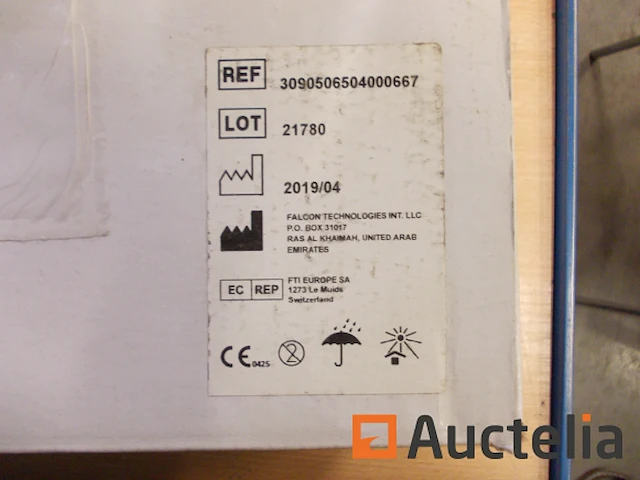 REF 3090506504000667
LOT 21780
2019/04
FALCON TECHNOLOGIES INT. LLC
P.O. BOX 31017
RAS AL KHAIMAH, UNITED ARAB
EMIRATES
EC REP
FTI EUROPE SA
1273 Le Muids
Switzerland
CE 0425
2
Auctelia